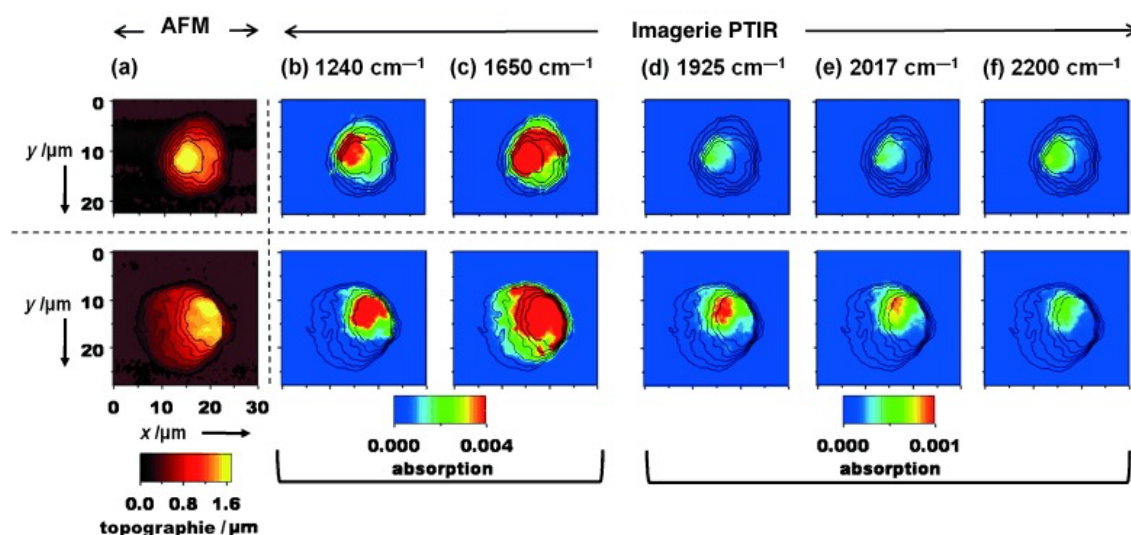 AFM Imagerie PTIR
(a) (b) 1240 cm⁻¹ (c) 1650 cm⁻¹ (d) 1925 cm⁻¹ (e) 2017 cm⁻¹ (f) 2200 cm⁻¹
0
y /µm 10
20
0
y /µm 10
20
0 10 20 30
x /µm
0.000 0.004 0.000 0.001
absorption absorption
0.0 0.8 1.6
topographie / µm